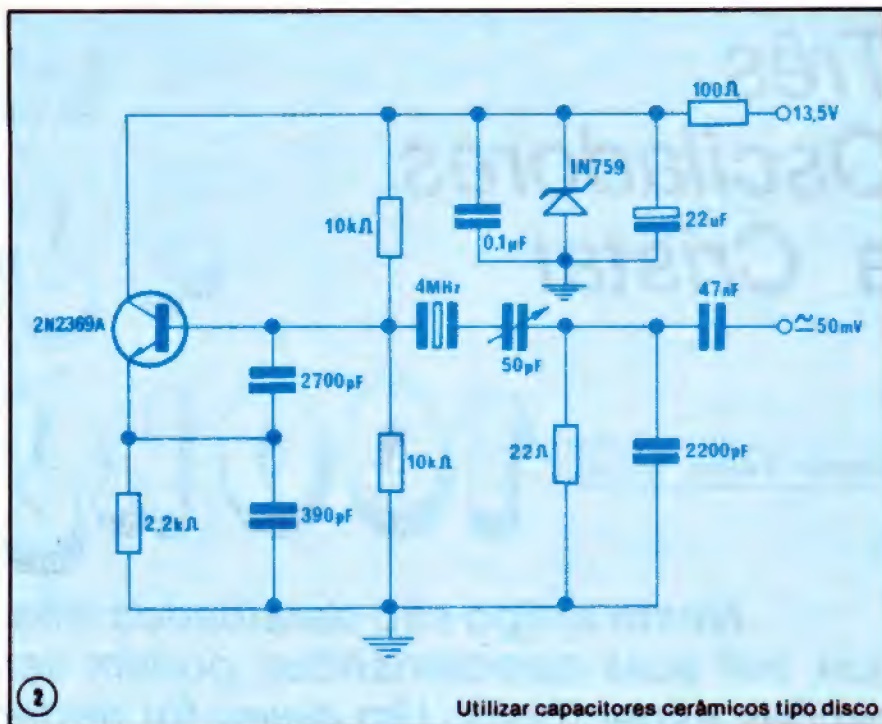 100Ω
13,5V
1N759
10kΩ
0,1µF
22uF
4MHz
47nF
2N2369A
≃50mV
50pF
2700pF
22Ω
2200pF
10kΩ
2,2kΩ
390pF
2
Utilizar capacitores cerâmicos tipo disco